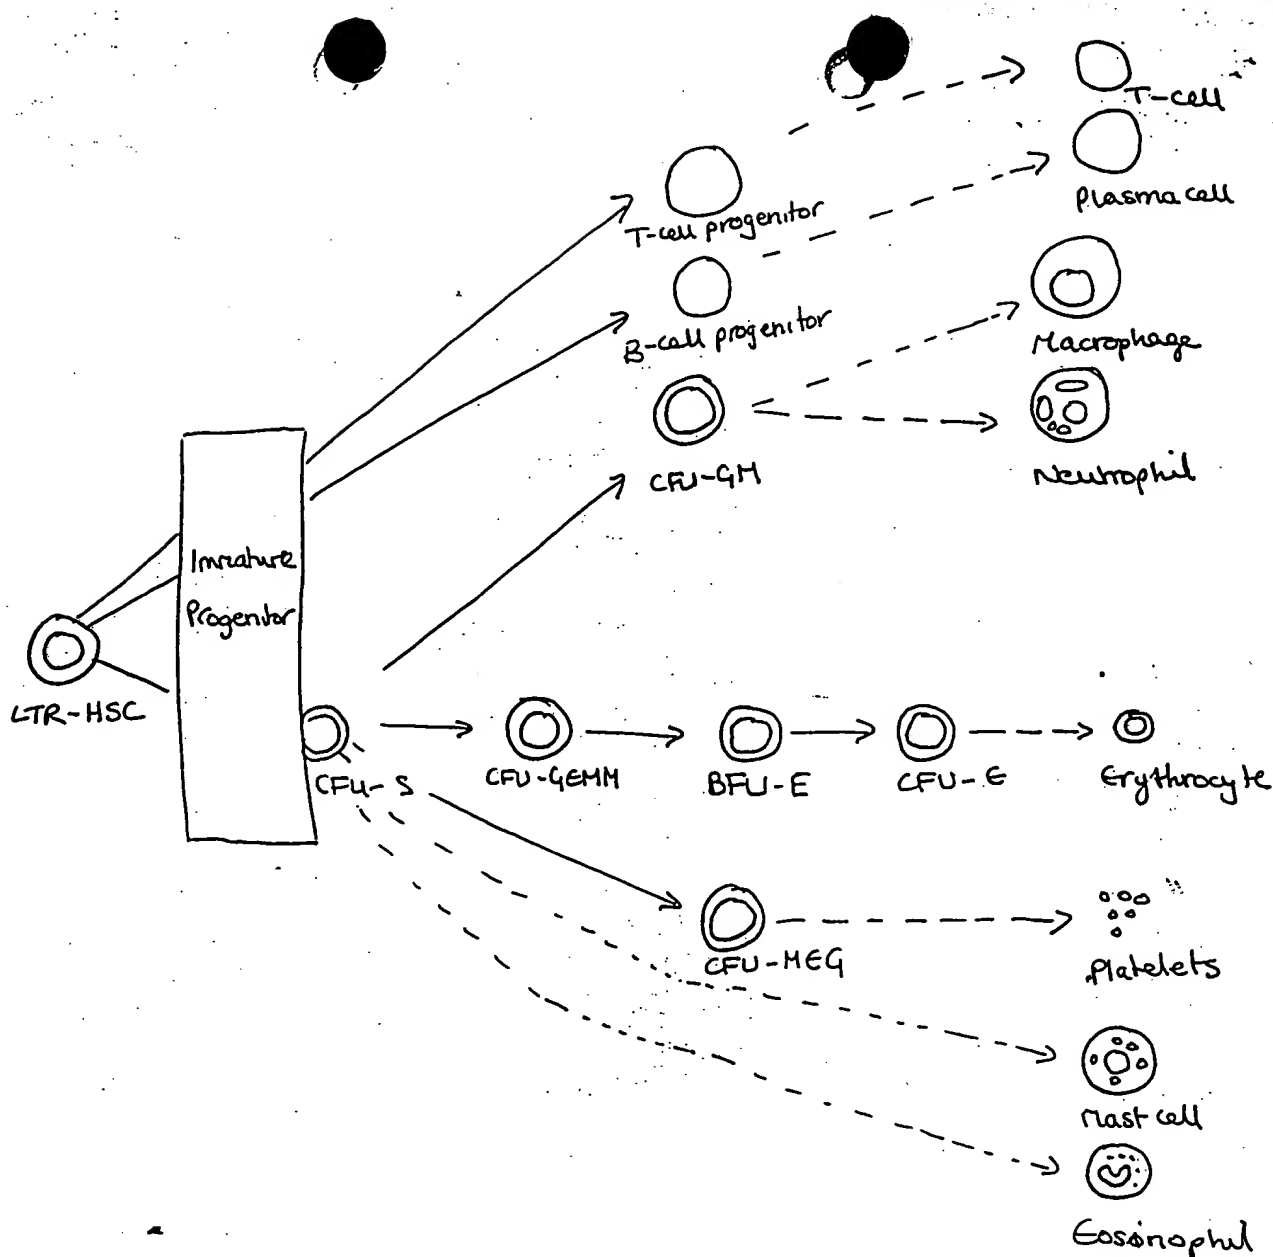 T-cell
Plasma cell
T-cell progenitor
B-cell progenitor
Macrophage
CFU-GM
Neutrophil
Immature
Progenitor
LTR-HSC
CFU-S
CFU-GEMM
BFU-E
CFU-E
Erythrocyte
CFU-MEG
Platelets
Mast cell
Eosinophil